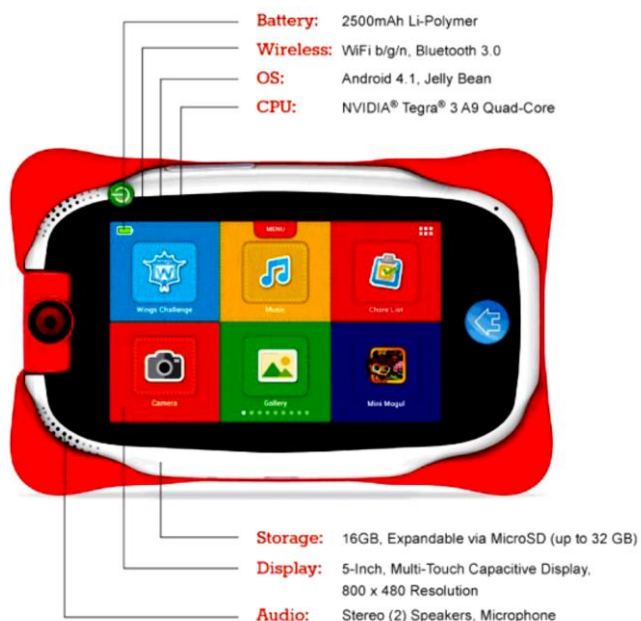 Battery: 2500mAh Li-Polymer
Wireless: WiFi b/g/n, Bluetooth 3.0
OS: Android 4.1, Jelly Bean
CPU: NVIDIA® Tegra® 3 A9 Quad-Core
MENU
Wings Challenge
Music
Chore List
Camera
Gallery
Mini Mogul
Storage: 16GB, Expandable via MicroSD (up to 32 GB)
Display: 5-Inch, Multi-Touch Capacitive Display,
800 x 480 Resolution
Audio: Stereo (2) Speakers, Microphone